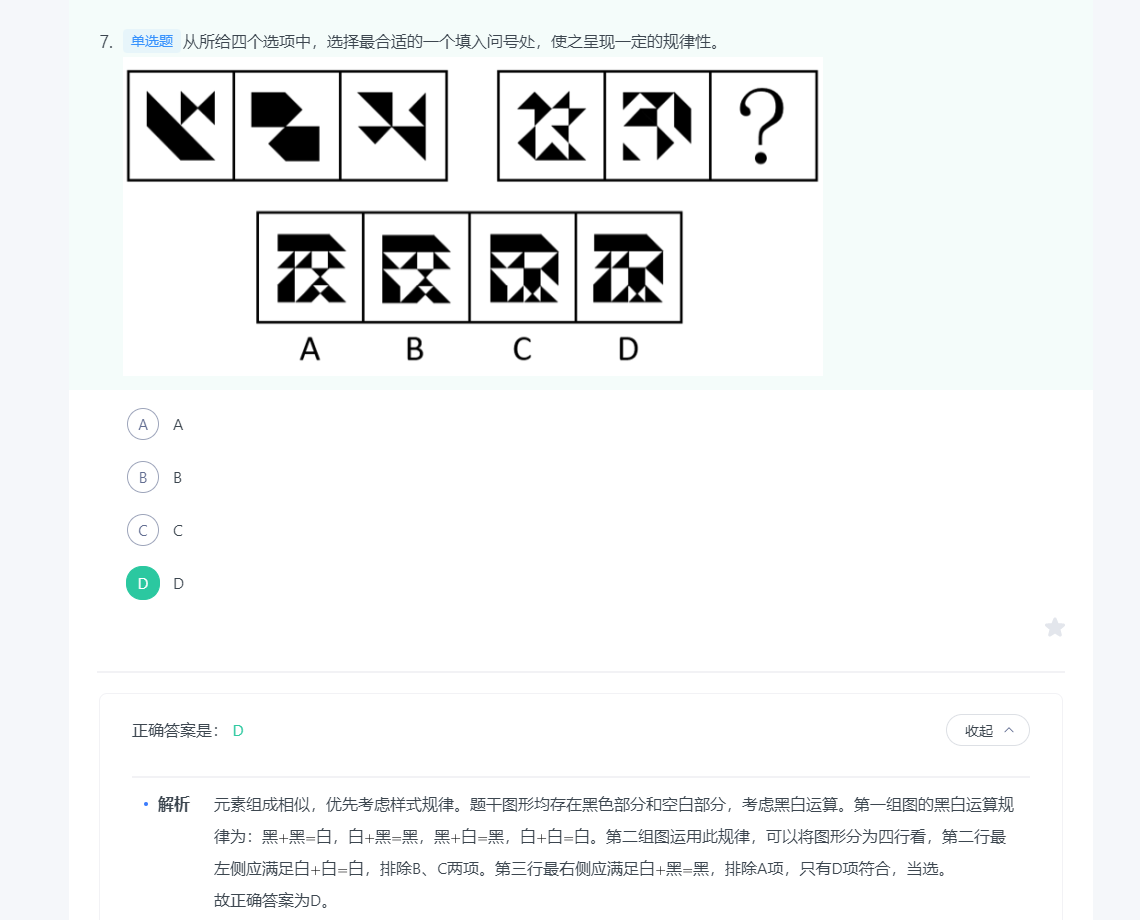 7. 单选题 从所给四个选项中，选择最合适的一个填入问号处，使之呈现一定的规律性。
?
A B C D
A A
B B
C C
D D
正确答案是： D
收起
• 解析 元素组成相似，优先考虑样式规律。题干图形均存在黑色部分和空白部分，考虑黑白运算。第一组图的黑白运算规
律为：黑+黑=白，白+黑=黑，黑+白=黑，白+白=白。第二组图运用此规律，可以将图形分为四行看，第二行最
左侧应满足白+白=白，排除B、C两项。第三行最右侧应满足白+黑=黑，排除A项，只有D项符合，当选。
故正确答案为D。